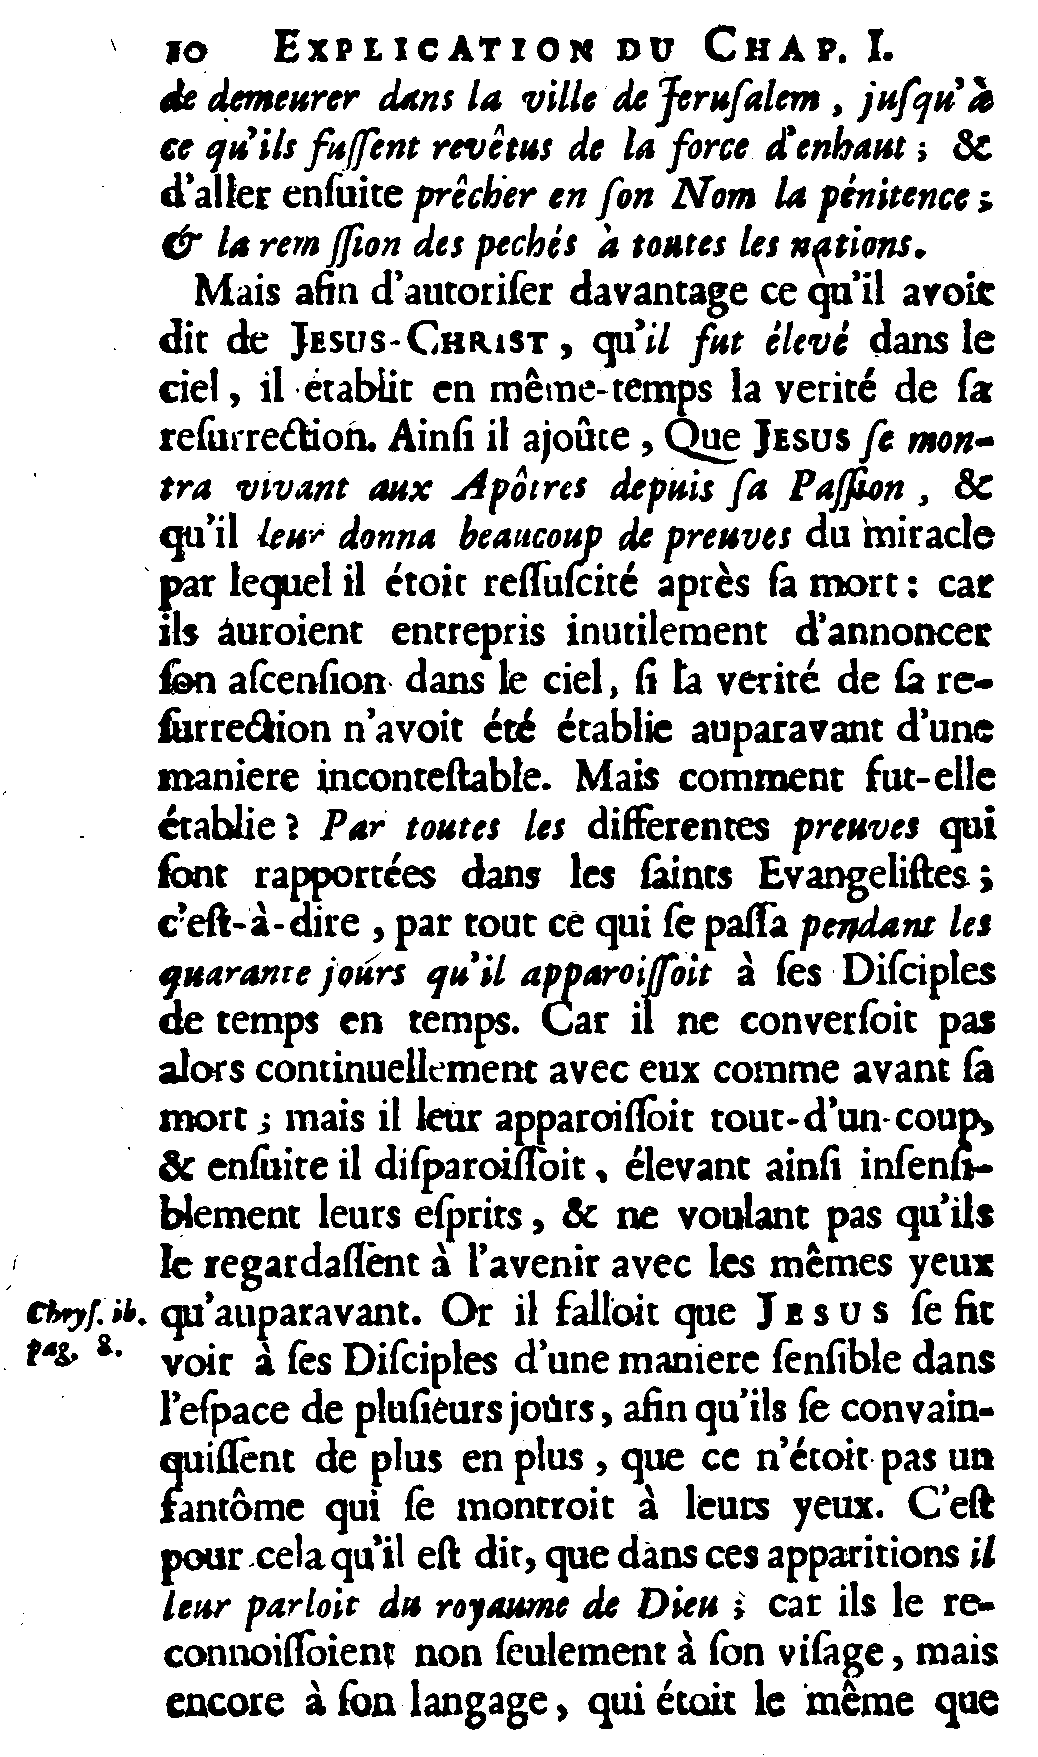 10 EXPLICATION DU CHAP. I.
de demeurer dans la ville de Jeruſalem, juſqu'à
ce qu'ils fuſſent revêtus de la force d'enhaut; &
d'aller enſuite prêcher en ſon Nom la pénitence;
& la rem ſſion des pechés à toutes les nations.
Mais afin d'autoriſer davantage ce qu'il avoit
dit de JESUS-CHRIST, qu'il fut élevé dans le
ciel, il établit en même-temps la verité de ſa
reſurrection. Ainſi il ajoûte, Que JESUS ſe mon-
tra vivant aux Apôtres depuis ſa Paſſion, &
qu'il leur donna beaucoup de preuves du miracle
par lequel il étoit reſſuſcité après ſa mort: car
ils auroient entrepris inutilement d'annoncer
ſon aſcenſion dans le ciel, ſi la verité de ſa re-
ſurrection n'avoit été établie auparavant d'une
maniere inconteſtable. Mais comment fut-elle
établie? Par toutes les differentes preuves qui
ſont rapportées dans les ſaints Evangeliſtes;
c'eſt-à-dire, par tout ce qui ſe paſſa pendant les
quarante jours qu'il apparoiſſoit à ſes Diſciples
de temps en temps. Car il ne converſoit pas
alors continuellement avec eux comme avant ſa
mort; mais il leur apparoiſſoit tout-d'un-coup,
& enſuite il diſparoiſſoit, élevant ainſi inſenſi-
blement leurs eſprits, & ne voulant pas qu'ils
le regardaſſent à l'avenir avec les mêmes yeux
Chryſ. ib. qu'auparavant. Or il falloit que JESUS ſe fit
pag. 8. voir à ſes Diſciples d'une maniere ſenſible dans
l'eſpace de pluſieurs jours, afin qu'ils ſe convain-
quiſſent de plus en plus, que ce n'étoit pas un
fantôme qui ſe montroit à leurs yeux. C'eſt
pour cela qu'il eſt dit, que dans ces apparitions il
leur parloit du royaume de Dieu; car ils le re-
connoiſſoient non ſeulement à ſon viſage, mais
encore à ſon langage, qui étoit le même que